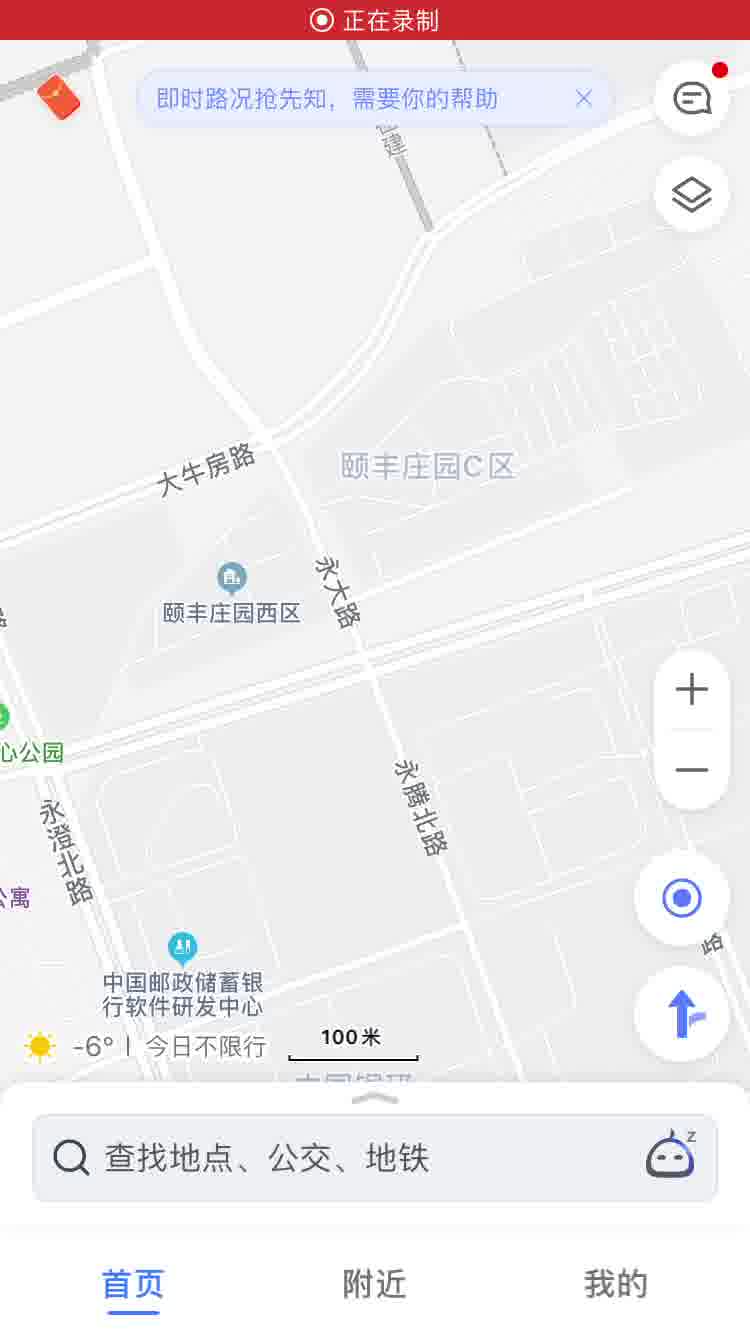 正在录制
即时路况抢先知，需要你的帮助
建
大牛房路
颐丰庄园C区
永大路
颐丰庄园西区
心公园
永腾北路
永澄北路
公寓
路
中国邮政储蓄银
行软件研发中心
-6° | 今日不限行
100米
查找地点、公交、地铁
z
首页
附近
我的